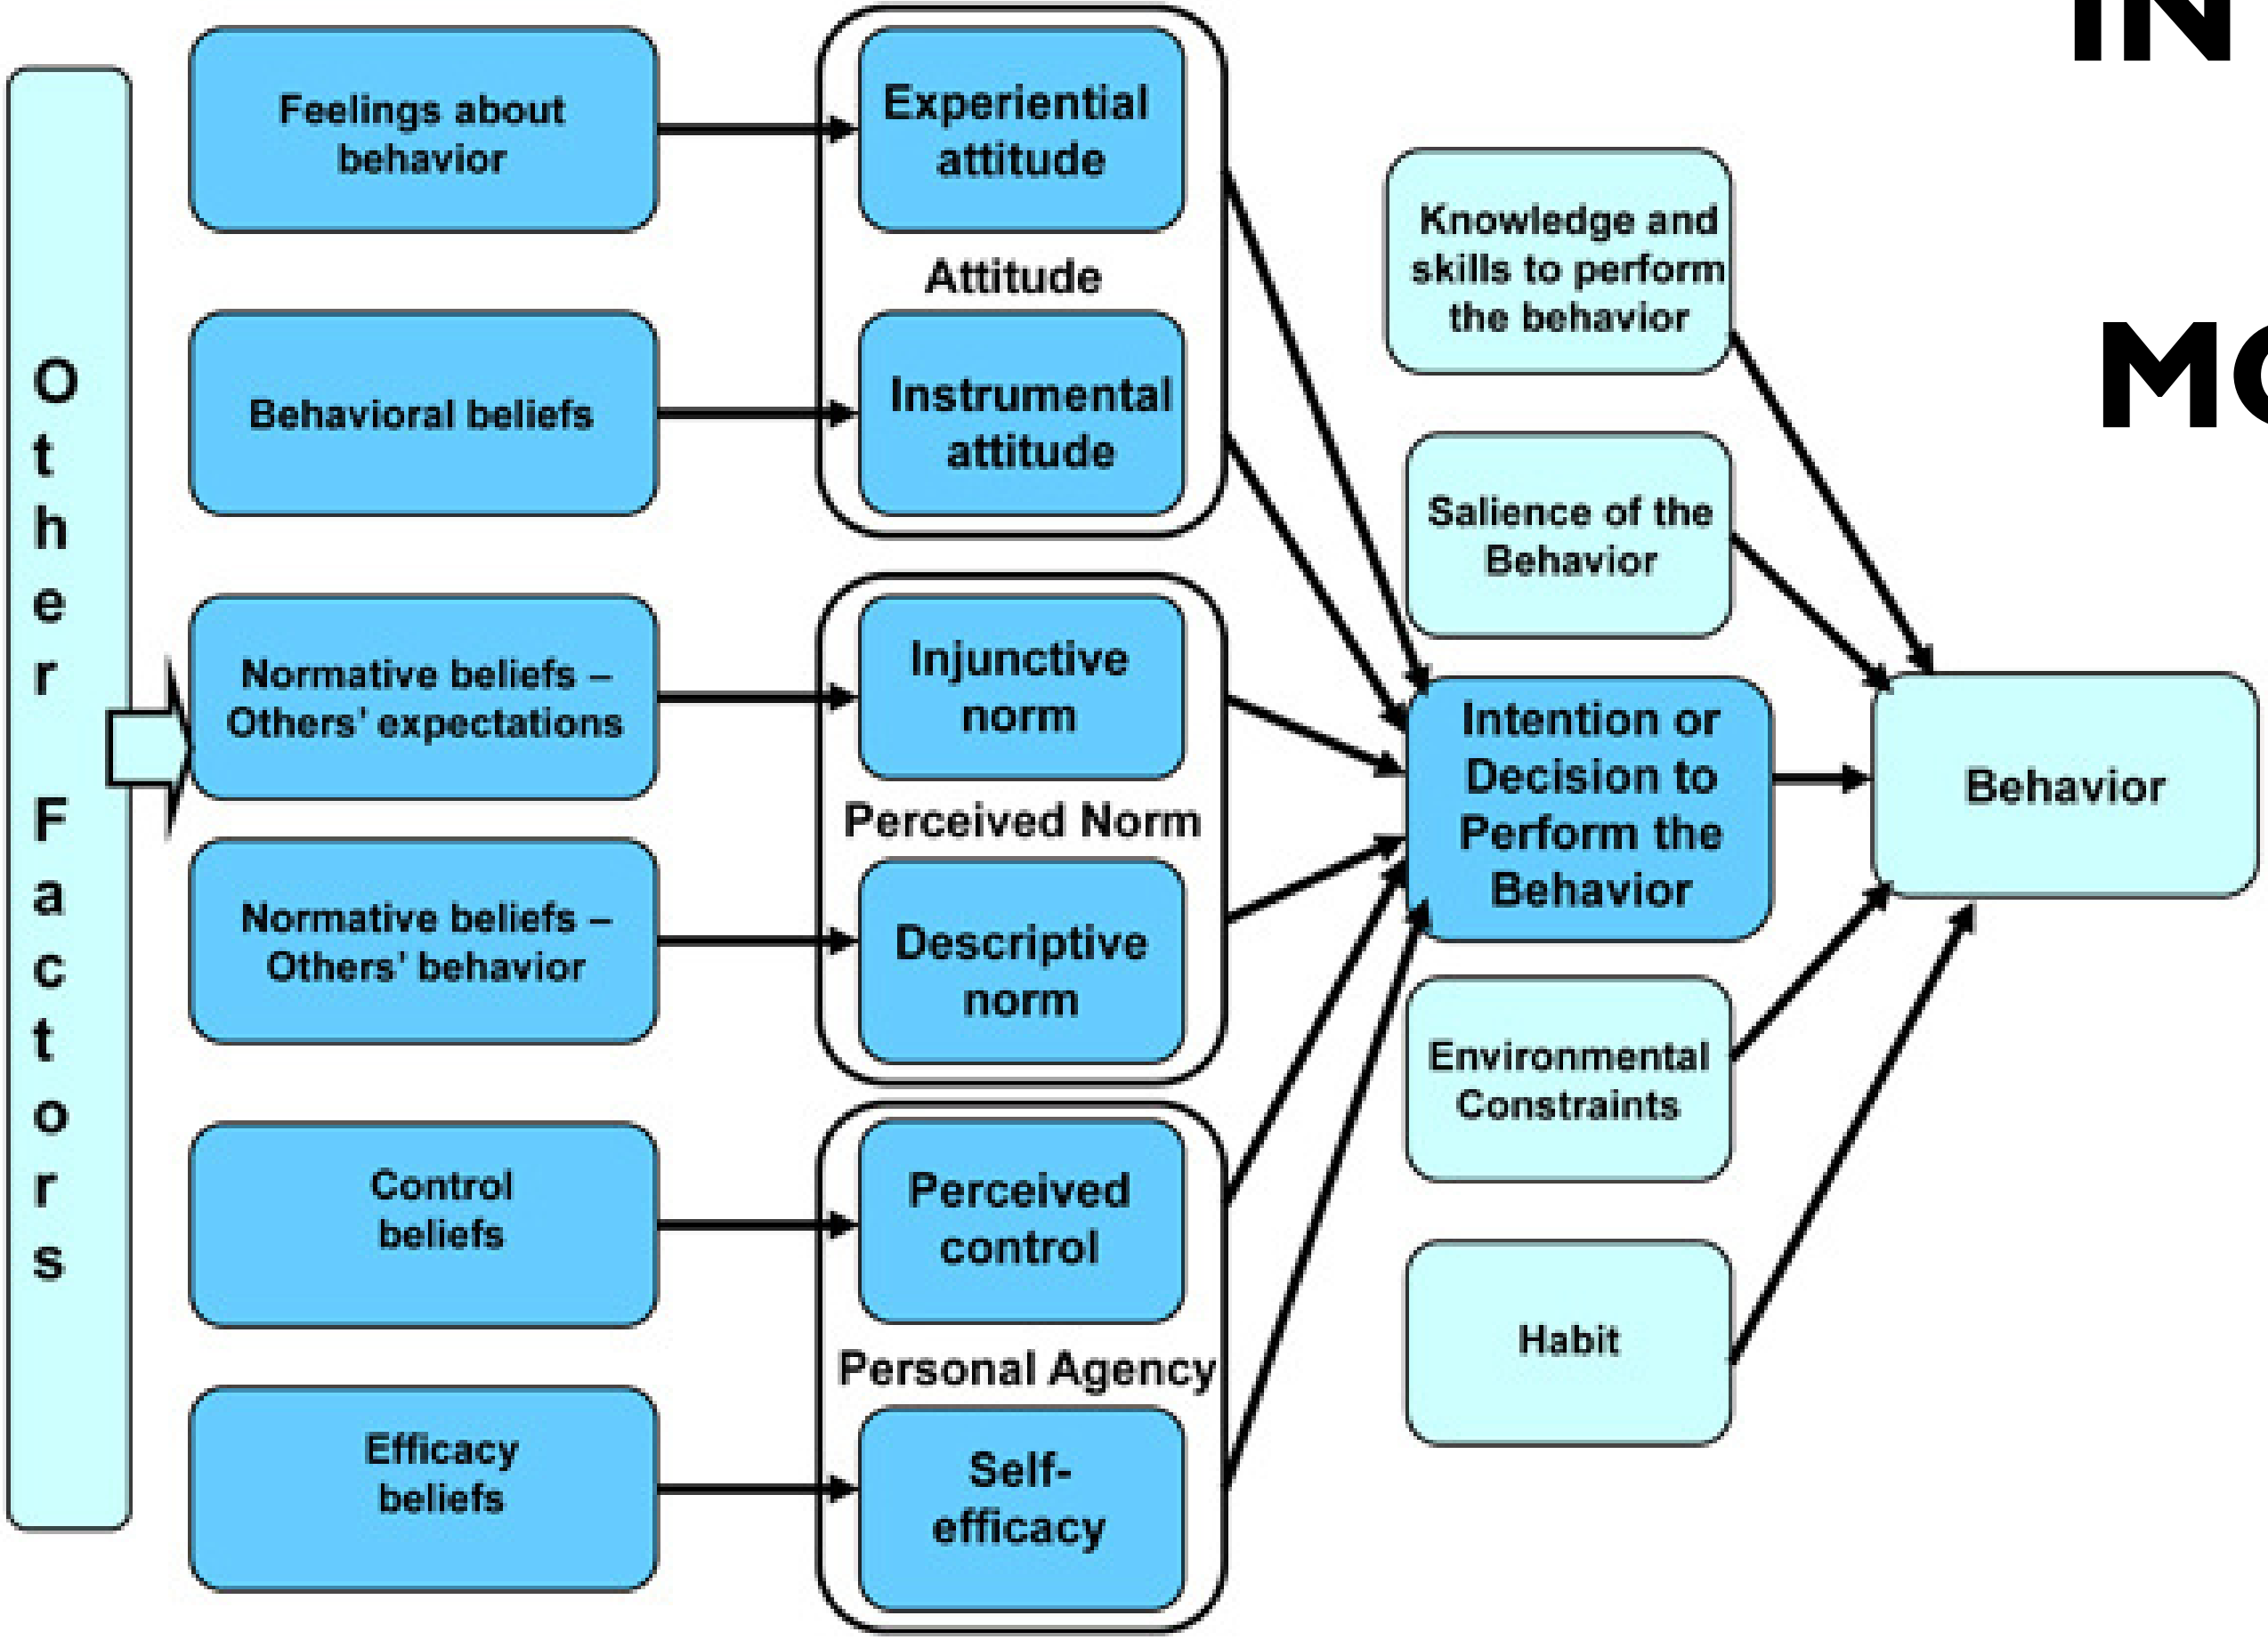 IN
MO
Other Factors
Feelings about
behavior
Experiential
attitude
Attitude
Behavioral beliefs
Instrumental
attitude
Normative beliefs –
Others' expectations
Injunctive
norm
Perceived Norm
Normative beliefs –
Others' behavior
Descriptive
norm
Control
beliefs
Perceived
control
Personal Agency
Efficacy
beliefs
Self-
efficacy
Knowledge and
skills to perform
the behavior
Salience of the
Behavior
Intention or
Decision to
Perform the
Behavior
Environmental
Constraints
Habit
Behavior